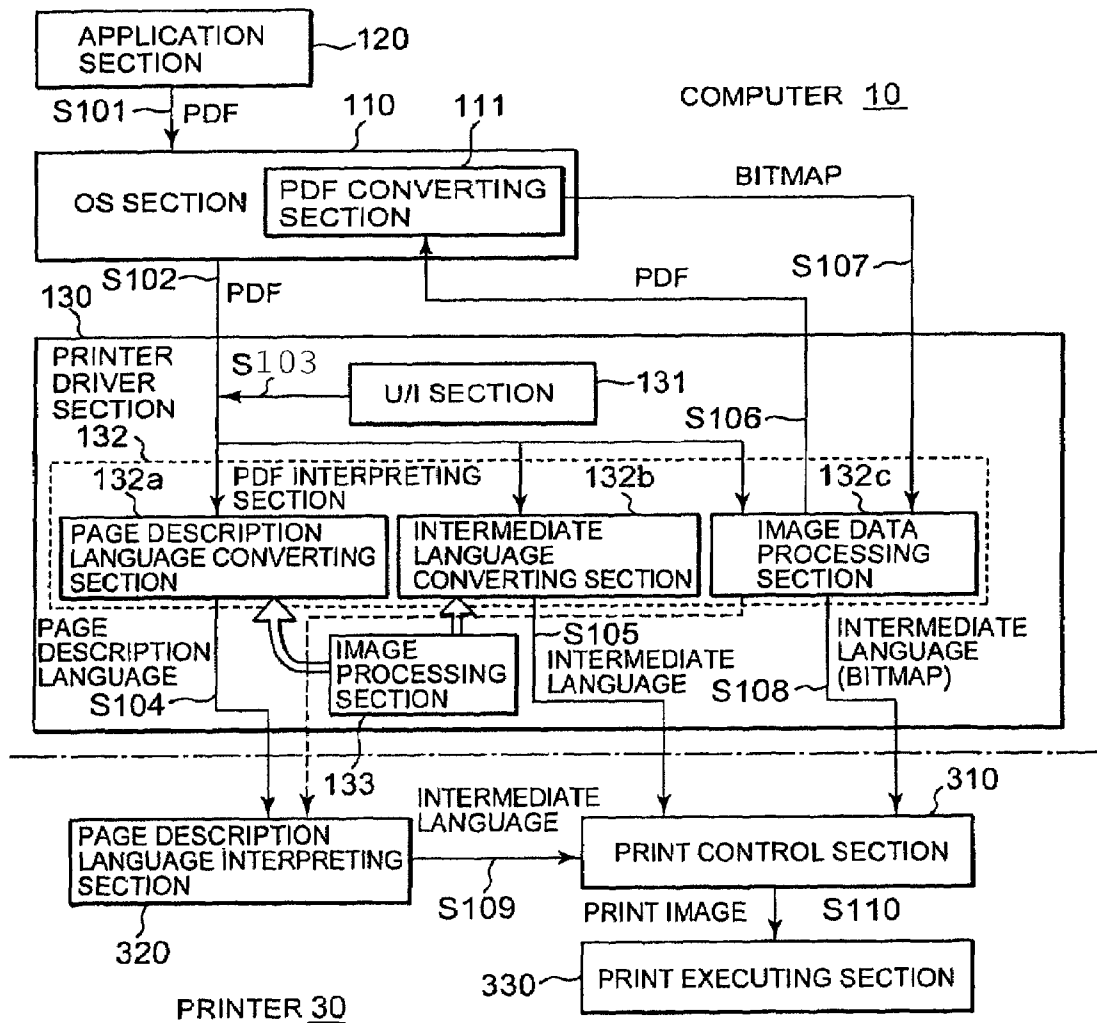 APPLICATION
SECTION
120
S101
PDF
COMPUTER 10
110
111
OS SECTION
PDF CONVERTING
SECTION
BITMAP
S102
PDF
PDF
S107
130
PRINTER
DRIVER
SECTION
S103
U/I SECTION
131
S106
132
132a
PDF INTERPRETING
SECTION
132b
132c
PAGE DESCRIPTION
LANGUAGE CONVERTING
SECTION
INTERMEDIATE
LANGUAGE
CONVERTING SECTION
IMAGE DATA
PROCESSING
SECTION
PAGE
DESCRIPTION
LANGUAGE
S104
IMAGE
PROCESSING
SECTION
133
S105
INTERMEDIATE
LANGUAGE
S108
INTERMEDIATE
LANGUAGE
(BITMAP)
PAGE DESCRIPTION
LANGUAGE INTERPRETING
SECTION
320
INTERMEDIATE
LANGUAGE
S109
310
PRINT CONTROL SECTION
PRINT IMAGE
S110
330
PRINT EXECUTING SECTION
PRINTER 30